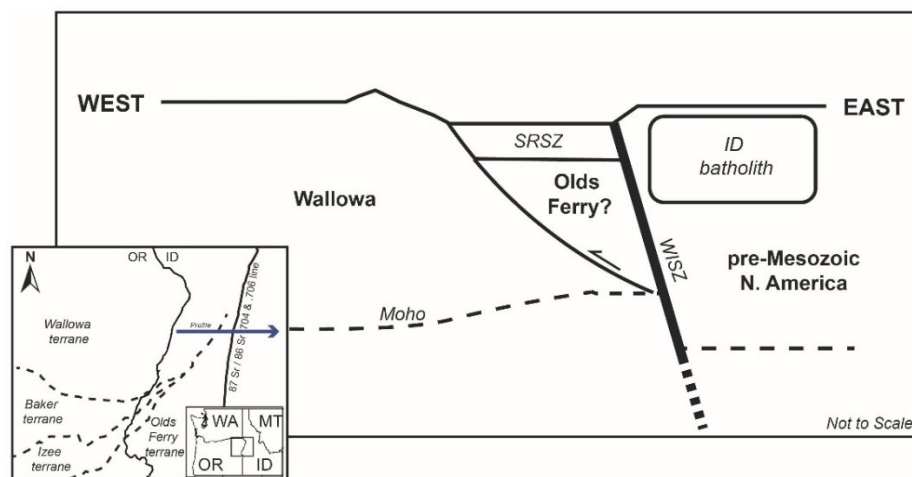 WEST
EAST
SRSZ
ID
batholith
Wallowa
Olds
Ferry?
WISZ
pre-Mesozoic
N. America
Moho
Not to Scale
N
OR
ID
Wallowa
terrane
Profile
87 Sr / 86 Sr .704 & .706 line
Baker
terrane
Izee
terrane
Olds
Ferry
terrane
WA
MT
OR
ID